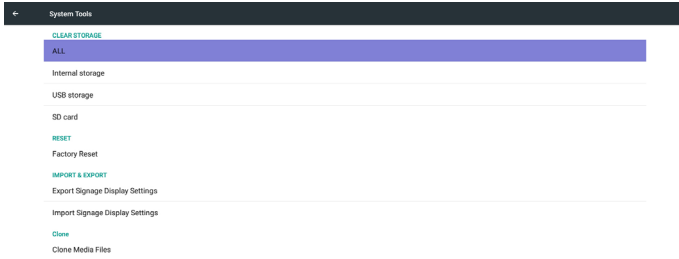 System Tools
CLEAR STORAGE
ALL
Internal storage
USB storage
SD card
RESET
Factory Reset
IMPORT & EXPORT
Export Signage Display Settings
Import Signage Display Settings
Clone
Clone Media Files